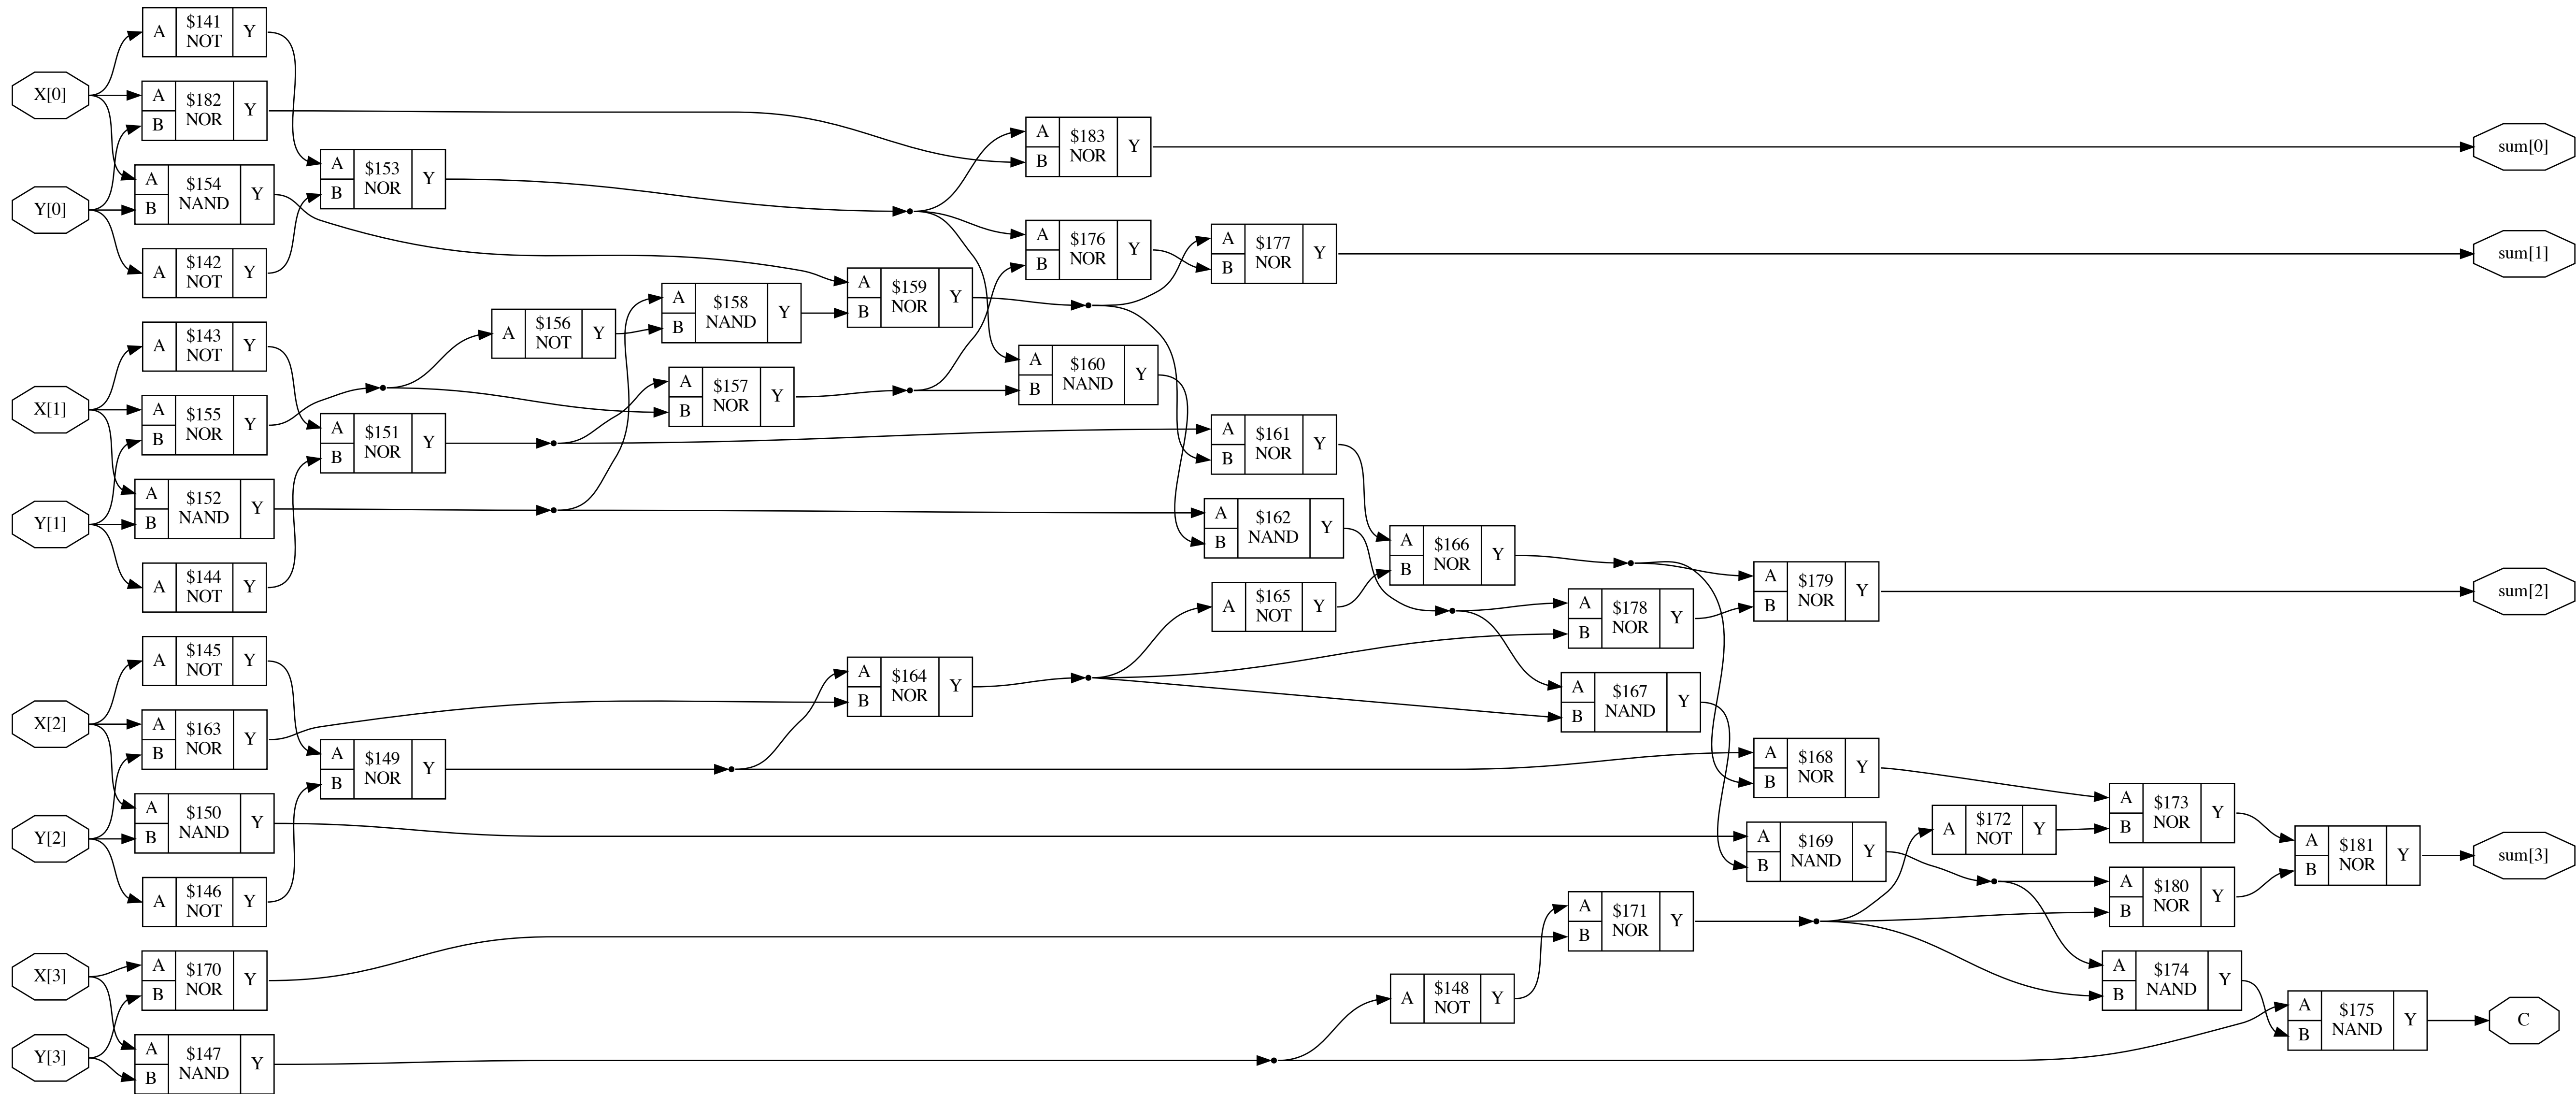 X[0]
Y[0]
X[1]
Y[1]
X[2]
Y[2]
X[3]
Y[3]
A $141 NOT Y
A B $182 NOR Y
A B $154 NAND Y
A $142 NOT Y
A $143 NOT Y
A B $155 NOR Y
A B $152 NAND Y
A $144 NOT Y
A $145 NOT Y
A B $163 NOR Y
A B $150 NAND Y
A $146 NOT Y
A B $170 NOR Y
A B $147 NAND Y
A B $153 NOR Y
A B $151 NOR Y
A B $149 NOR Y
A $156 NOT Y
A B $158 NAND Y
A B $157 NOR Y
A B $159 NOR Y
A B $164 NOR Y
A B $183 NOR Y
A B $176 NOR Y
A B $160 NAND Y
A B $177 NOR Y
A B $161 NOR Y
A B $162 NAND Y
A $165 NOT Y
A B $166 NOR Y
A $148 NOT Y
A B $178 NOR Y
A B $167 NAND Y
A B $171 NOR Y
A B $179 NOR Y
A B $168 NOR Y
A B $169 NAND Y
A $172 NOT Y
A B $173 NOR Y
A B $180 NOR Y
A B $174 NAND Y
A B $181 NOR Y
A B $175 NAND Y
sum[0]
sum[1]
sum[2]
sum[3]
C